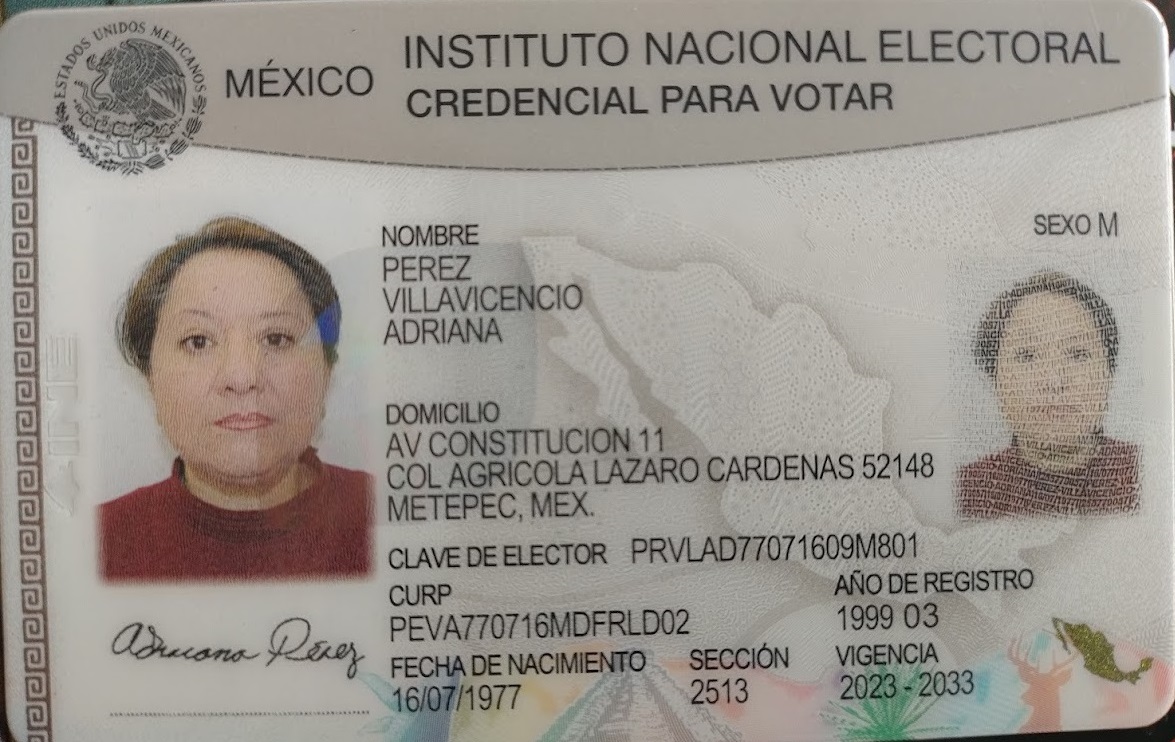 ESTADOS UNIDOS MEXICANOS
MÉXICO
INSTITUTO NACIONAL ELECTORAL
CREDENCIAL PARA VOTAR
SEXO M
NOMBRE
PEREZ
VILLAVICENCIO
ADRIANA
DOMICILIO
AV CONSTITUCION 11
COL AGRICOLA LAZARO CARDENAS 52148
METEPEC, MEX.
CLAVE DE ELECTOR PRVLAD77071609M801
CURP
PEVA770716MDFRLD02
AÑO DE REGISTRO
1999 03
FECHA DE NACIMIENTO
16/07/1977
SECCIÓN
2513
VIGENCIA
2023 - 2033
Adriana Pérez
INE